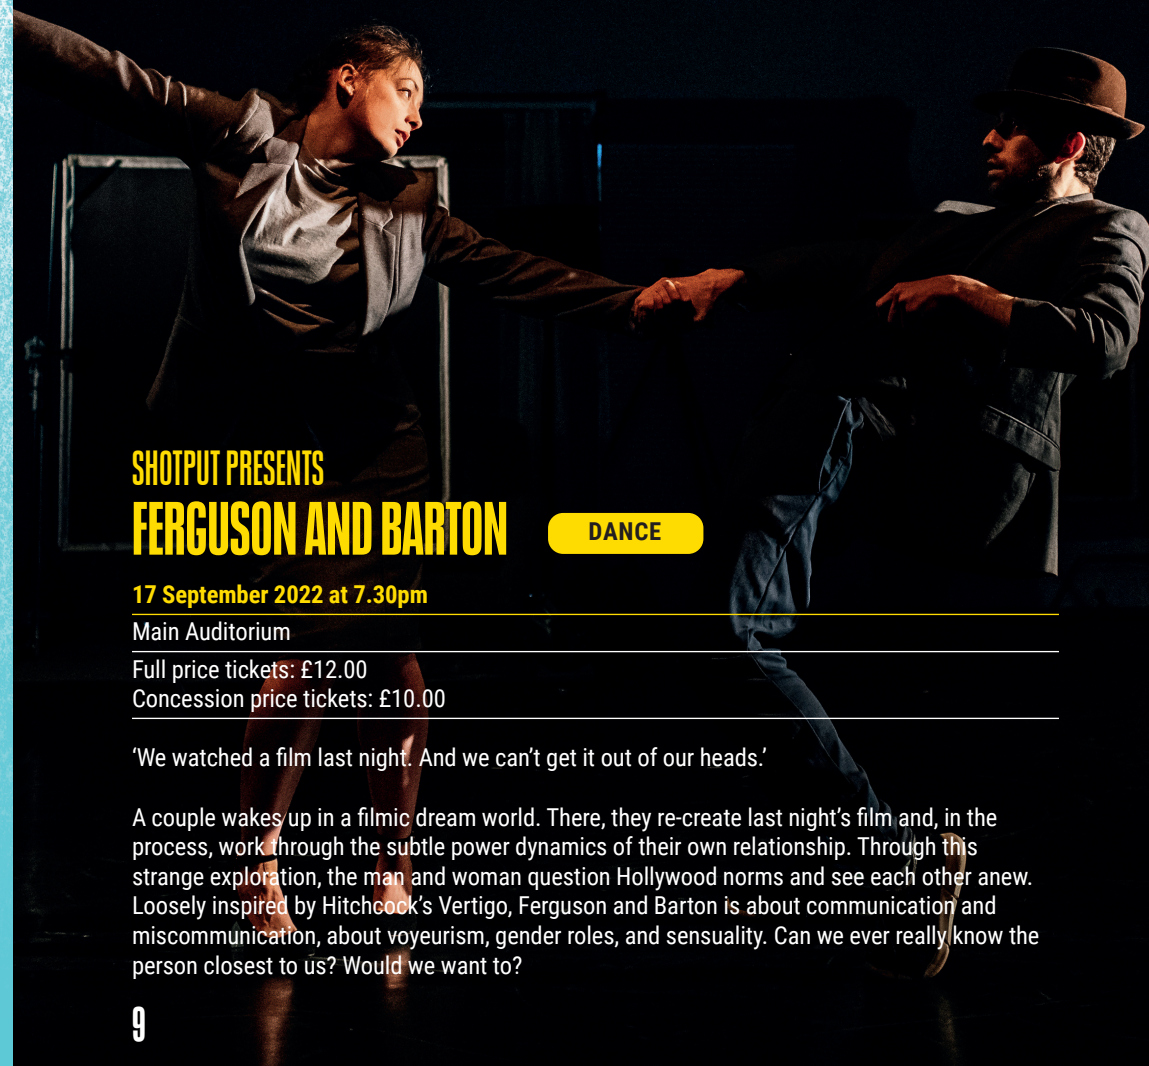 SHOTPUT PRESENTS
FERGUSON AND BARTON
DANCE
17 September 2022 at 7.30pm
Main Auditorium
Full price tickets: £12.00
Concession price tickets: £10.00
‘We watched a film last night. And we can’t get it out of our heads.’
A couple wakes up in a filmic dream world. There, they re-create last night’s film and, in the
process, work through the subtle power dynamics of their own relationship. Through this
strange exploration, the man and woman question Hollywood norms and see each other anew.
Loosely inspired by Hitchcock’s Vertigo, Ferguson and Barton is about communication and
miscommunication, about voyeurism, gender roles, and sensuality. Can we ever really know the
person closest to us? Would we want to?
9